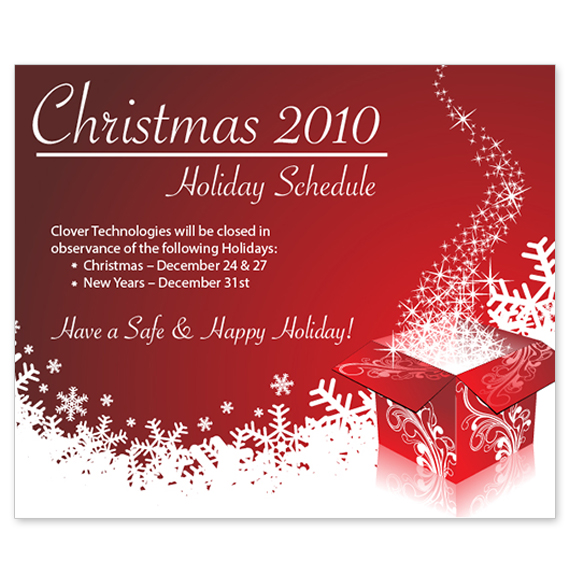 Christmas 2010
Holiday Schedule
Clover Technologies will be closed in
observance of the following Holidays:
* Christmas – December 24 & 27
* New Years – December 31st
Have a Safe & Happy Holiday!